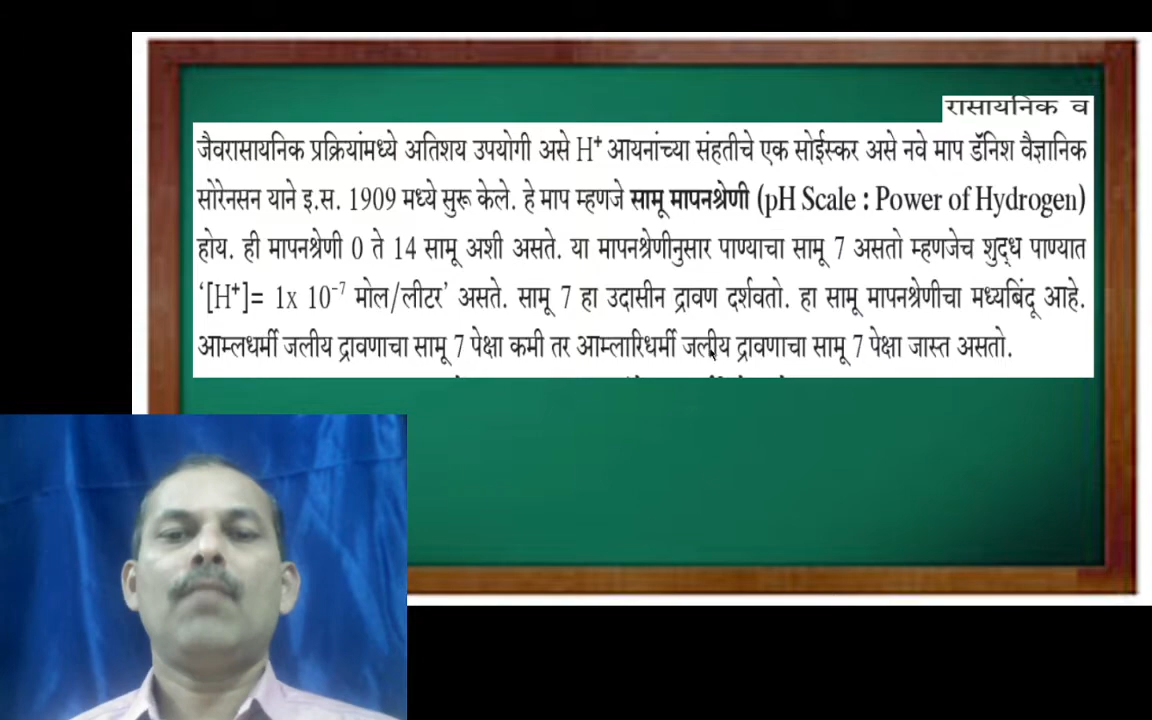 रासायनिक व
जैवरासायनिक प्रक्रियांमध्ये अतिशय उपयोगी असे H⁺ आयनांच्या संहतीचे एक सोईस्कर असे नवे माप डॅनिश वैज्ञानिक
सोरेनसन याने इ.स. 1909 मध्ये सुरू केले. हे माप म्हणजे सामू मापनश्रेणी (pH Scale : Power of Hydrogen)
होय. ही मापनश्रेणी 0 ते 14 सामू अशी असते. या मापनश्रेणीनुसार पाण्याचा सामू 7 असतो म्हणजेच शुद्ध पाण्यात
‘[H⁺]= 1x 10⁻⁷ मोल/लीटर’ असते. सामू 7 हा उदासीन द्रावण दर्शवतो. हा सामू मापनश्रेणीचा मध्यबिंदू आहे.
आम्लधर्मी जलीय द्रावणाचा सामू 7 पेक्षा कमी तर आम्लारिधर्मी जलीय द्रावणाचा सामू 7 पेक्षा जास्त असतो.